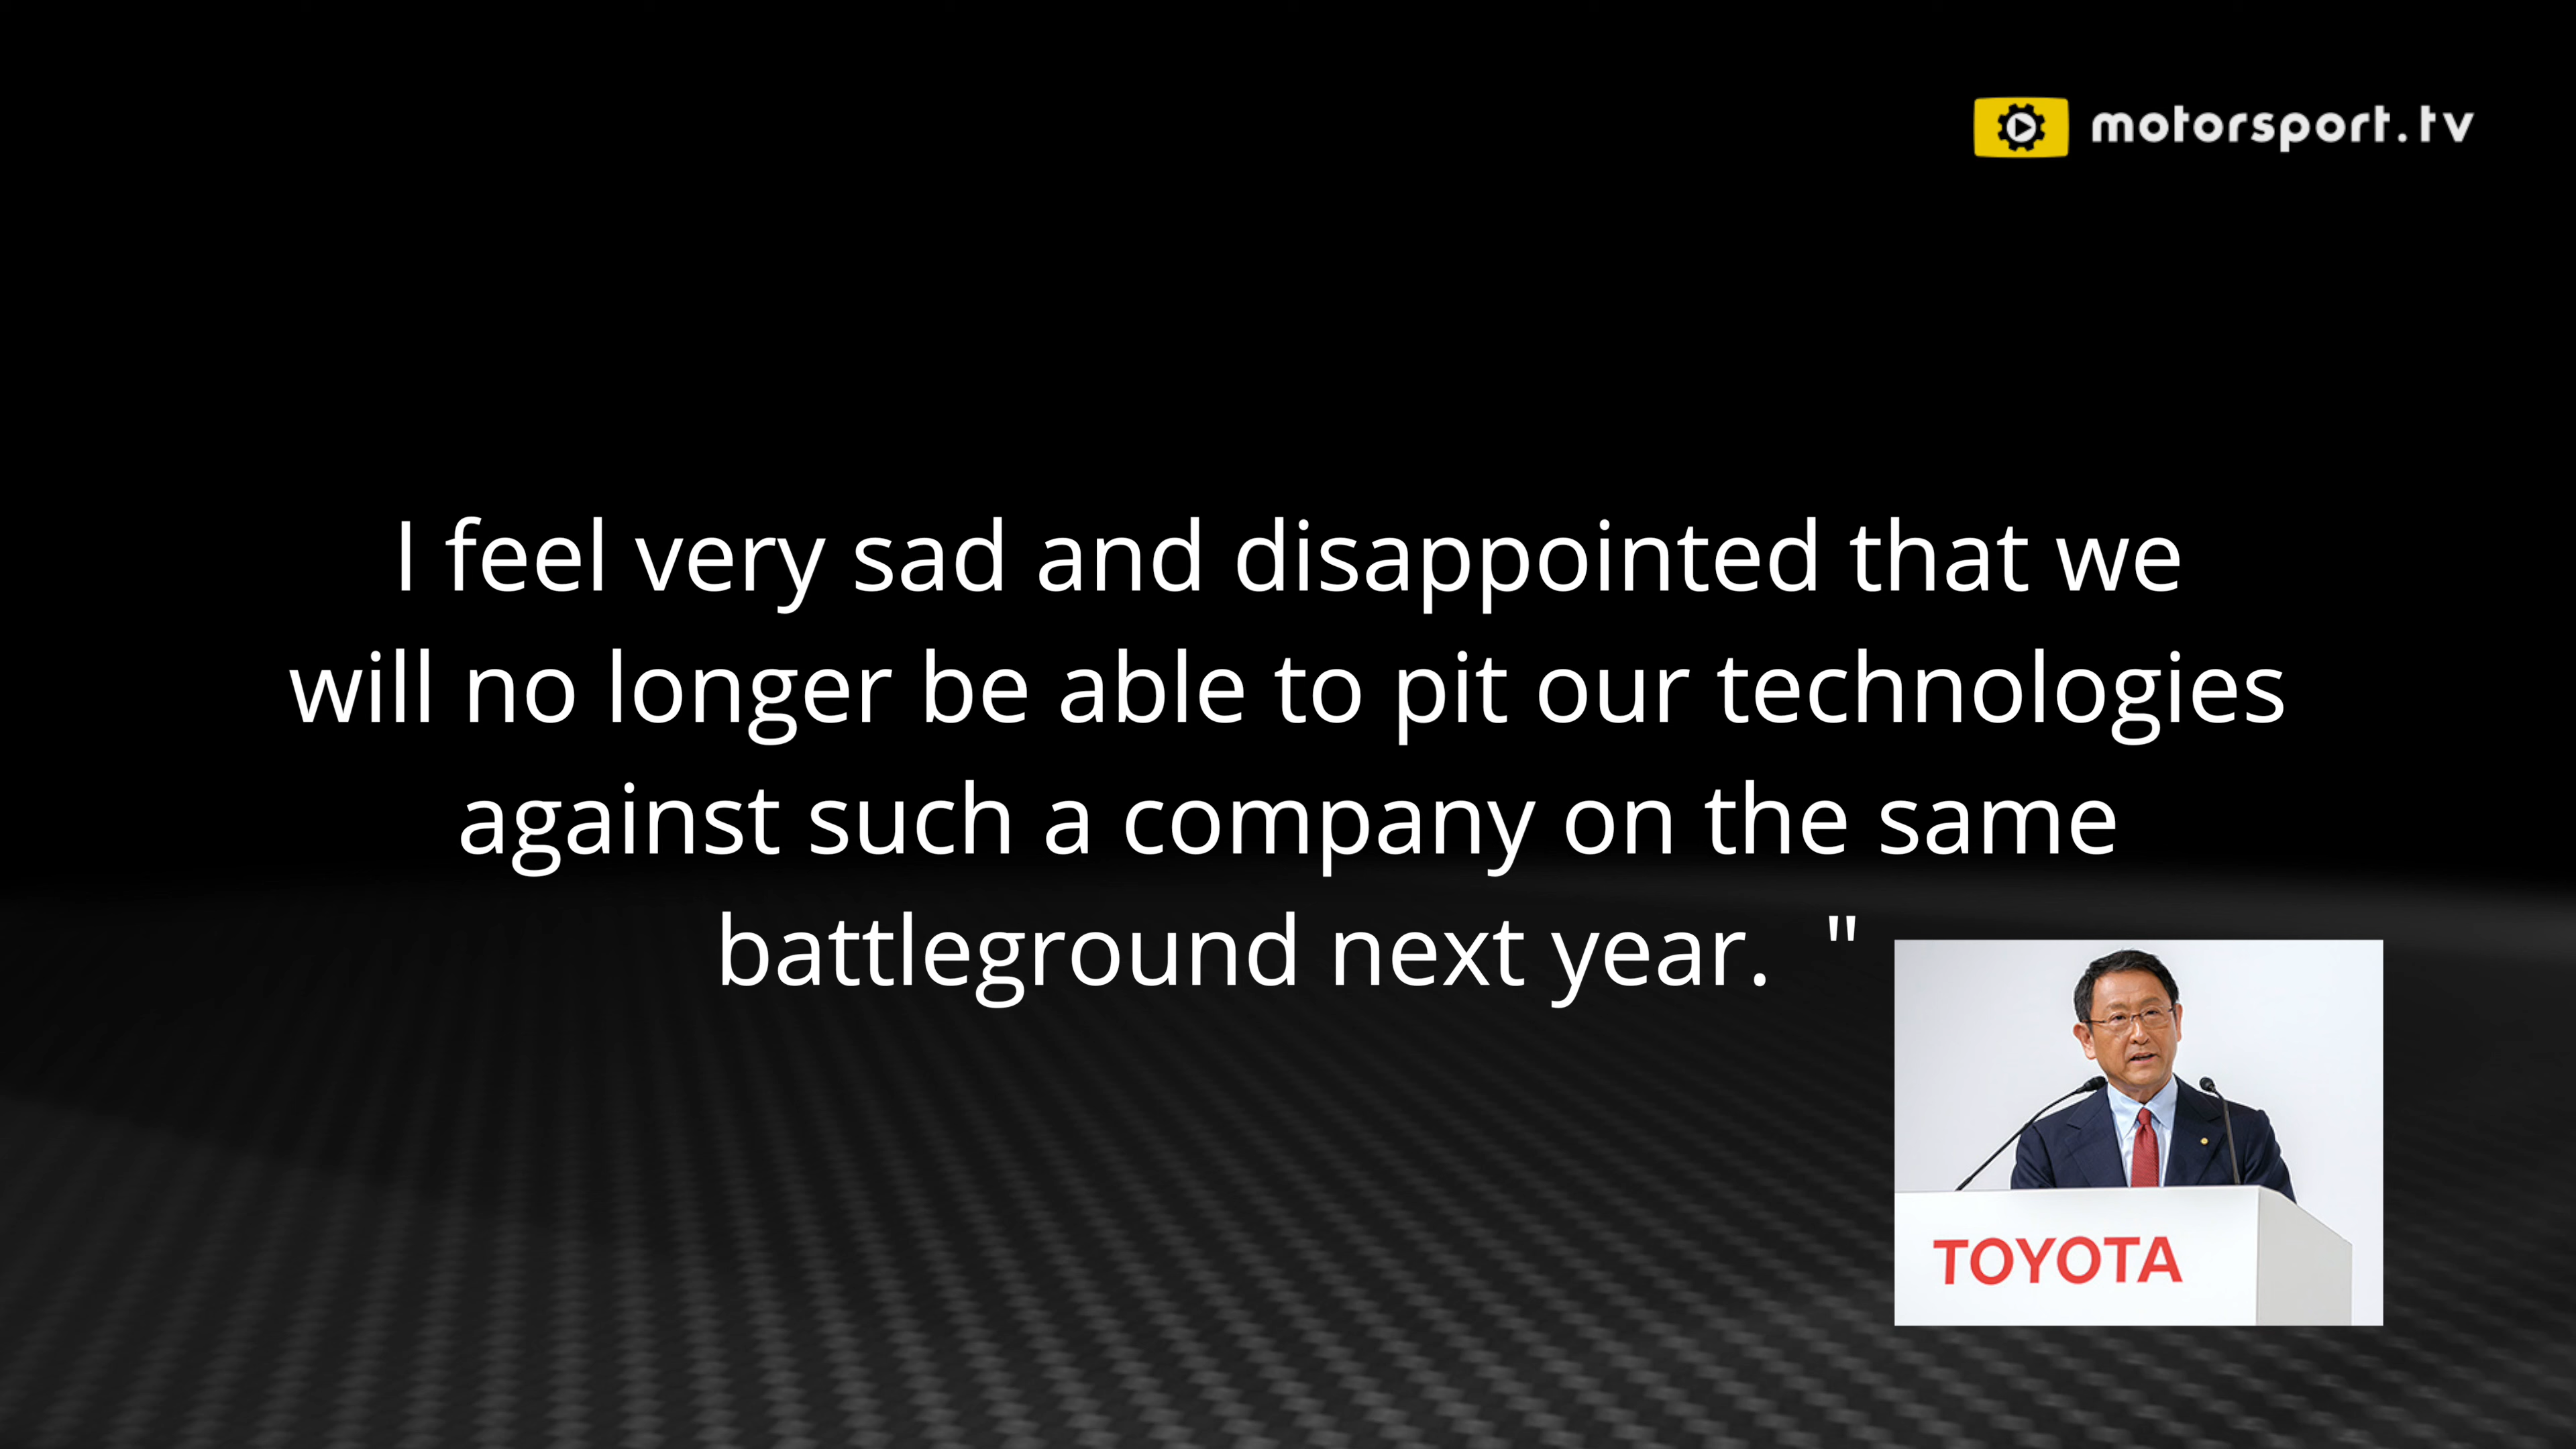 motorsport.tv
I feel very sad and disappointed that we
will no longer be able to pit our technologies
against such a company on the same
battleground next year.  "
TOYOTA